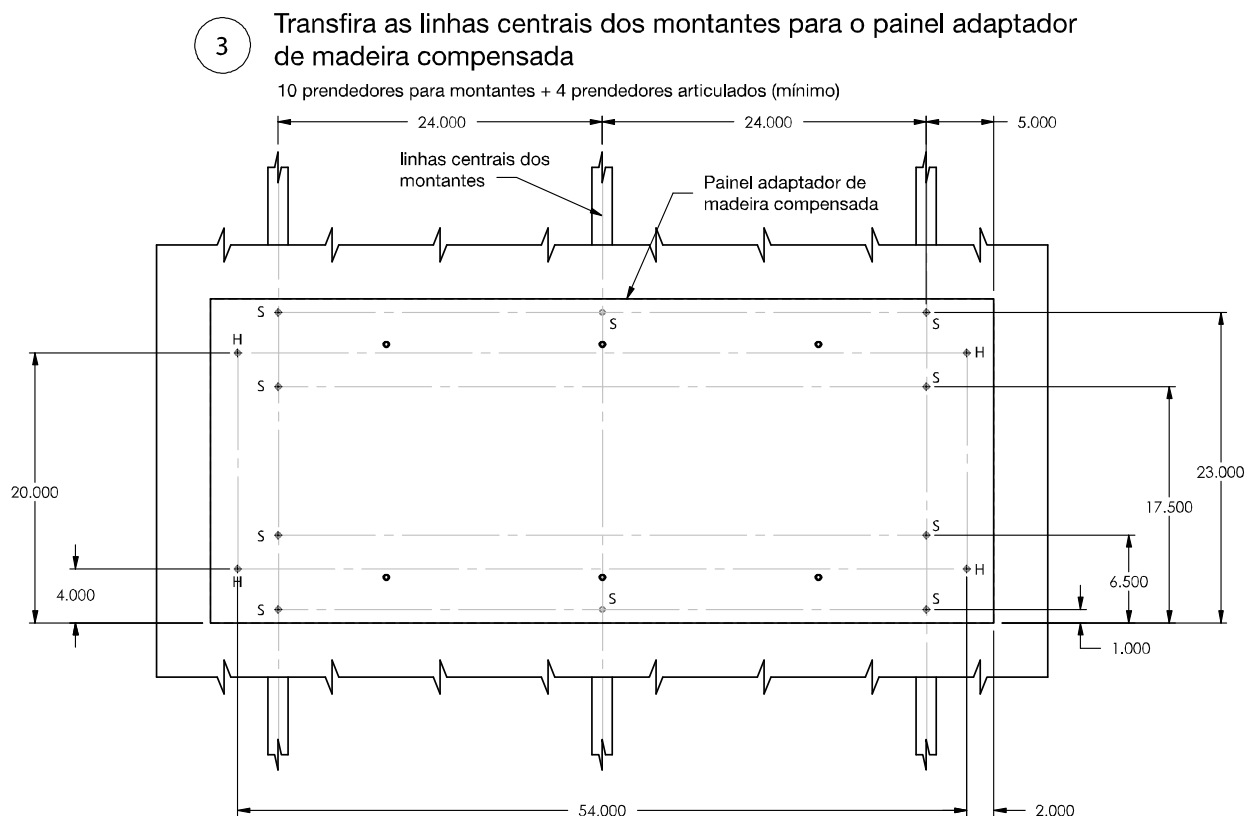 3
Transfira as linhas centrais dos montantes para o painel adaptador
de madeira compensada
10 prendedores para montantes + 4 prendedores articulados (mínimo)
24.000
24.000
5.000
linhas centrais dos
montantes
Painel adaptador de
madeira compensada
S
S
S
H
H
S
S
20.000
23.000
17.500
S
S
H
H
4.000
6.500
S
S
S
1.000
54.000
2.000